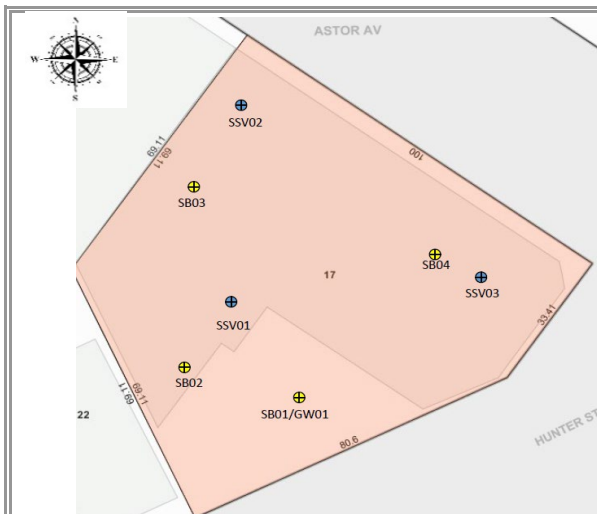 N
W
E
S
ASTOR AV
SSV02
69.11
69.11
100
SB03
SB04
17
SSV03
SSV01
33.41
SB02
69.11
69.11
22
SB01/GW01
80.6
HUNTER ST